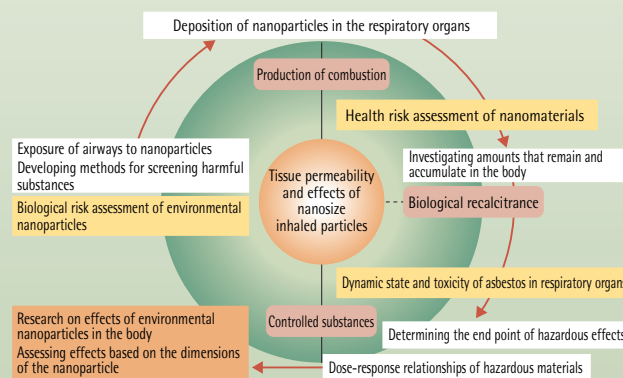 Deposition of nanoparticles in the respiratory organs
Production of combustion
Health risk assessment of nanomaterials
Exposure of airways to nanoparticles
Developing methods for screening harmful
substances
Biological risk assessment of environmental
nanoparticles
Tissue permeability
and effects of
nanosize
inhaled particles
Investigating amounts that remain and
accumulate in the body
Biological recalcitrance
Dynamic state and toxicity of asbestos in respiratory organs
Controlled substances
Determining the end point of hazardous effects
Research on effects of environmental
nanoparticles in the body
Assessing effects based on the dimensions
of the nanoparticle
Dose-response relationships of hazardous materials